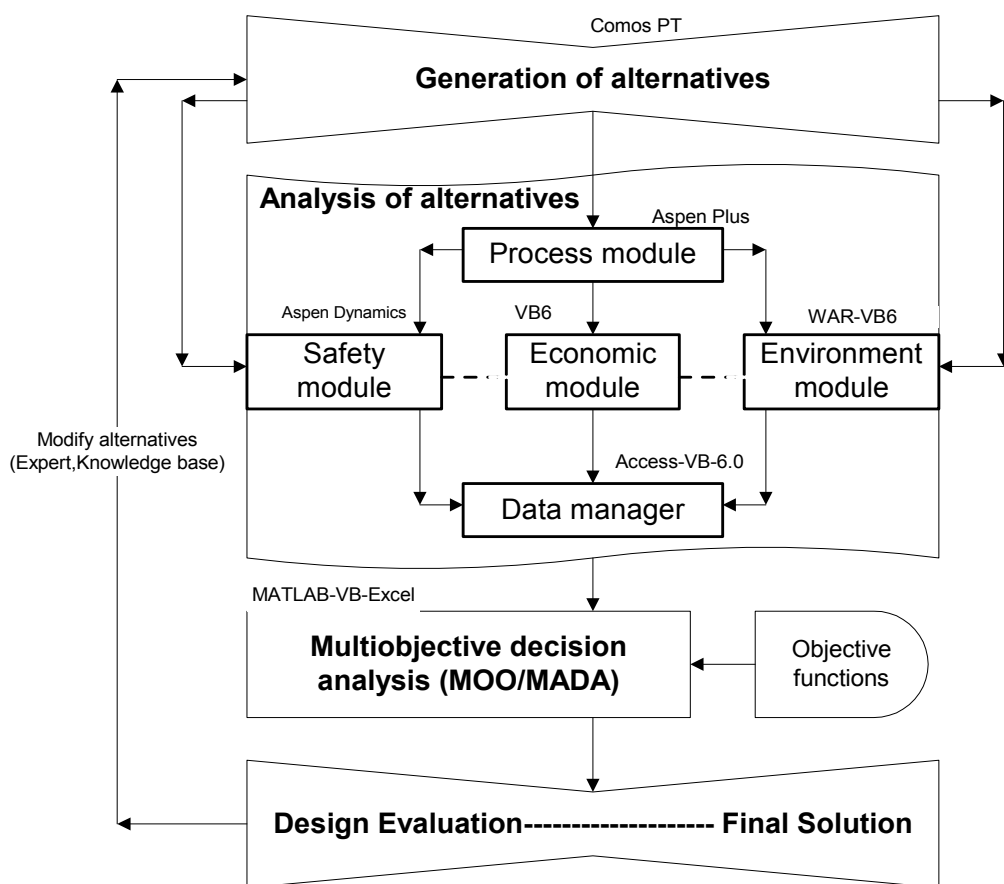 Comos PT
Generation of alternatives
Analysis of alternatives
Aspen Plus
Process module
Aspen Dynamics
VB6
WAR-VB6
Safety
module
Economic
module
Environment
module
Modify alternatives
(Expert,Knowledge base)
Access-VB-6.0
Data manager
MATLAB-VB-Excel
Multiobjective decision
analysis (MOO/MADA)
Objective
functions
Design Evaluation-------------------- Final Solution